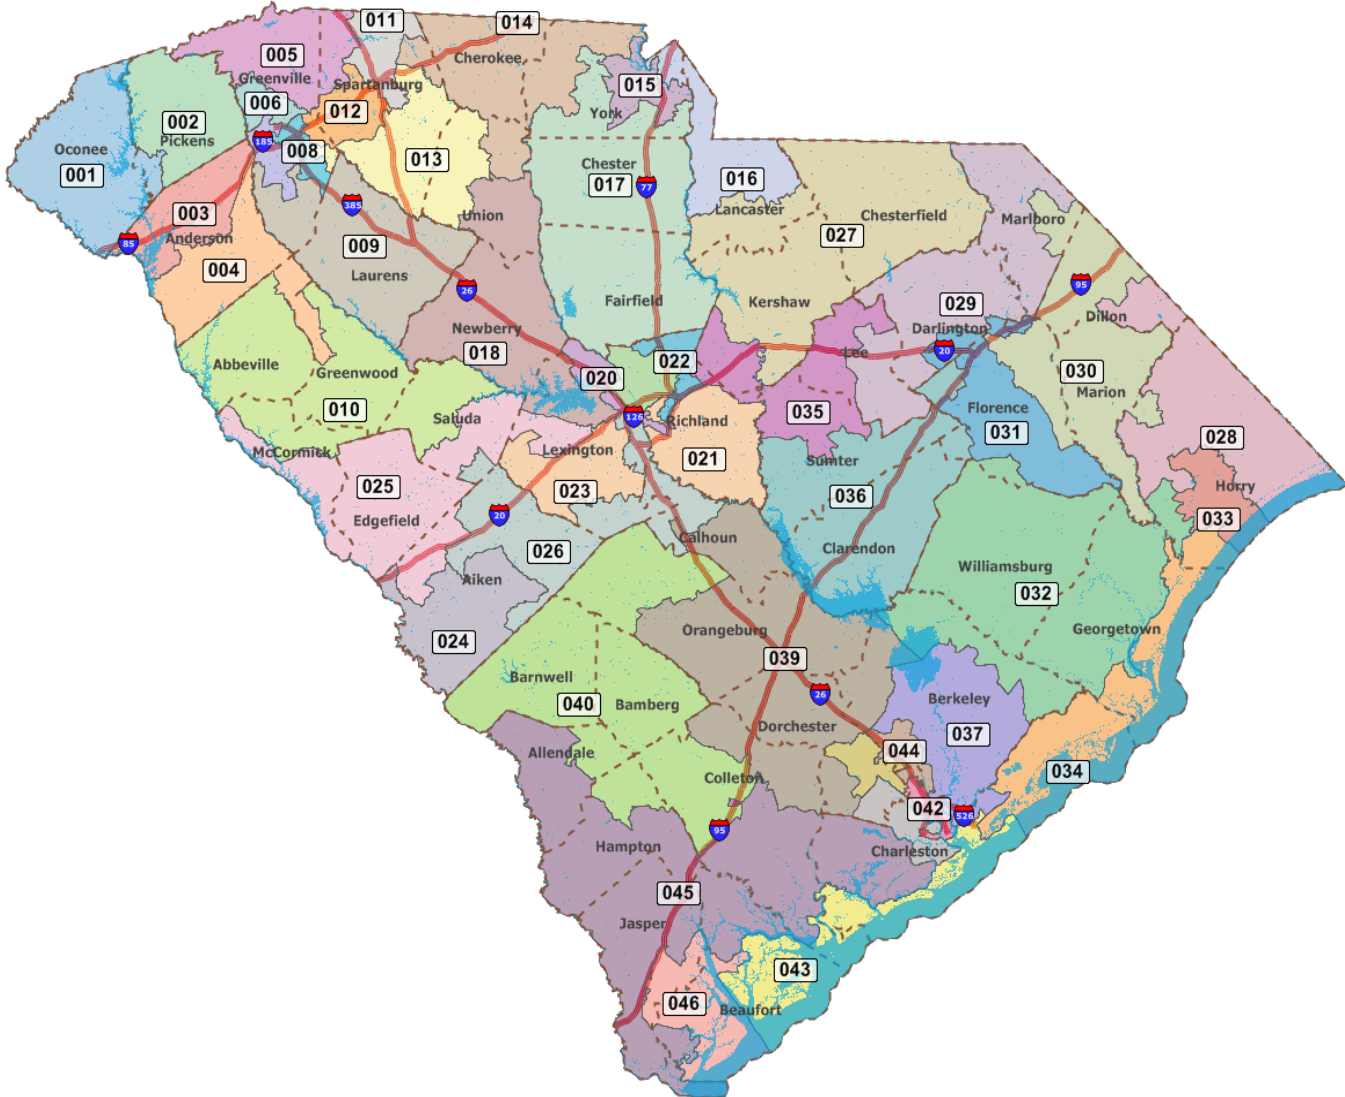 011
014
005
Cherokee
Greenville
Spartanburg
015
006
012
York
002
Pickens
185
008
013
Chester
Oconee
001
017
77
016
Lancaster
027
Chesterfield
Marlboro
385
003
Anderson
85
009
Union
004
Laurens
26
95
Newberry
018
Fairfield
Kershaw
029
Darlington
Dillon
Lee
20
022
030
Marion
Abbeville
Greenwood
010
020
126
Richland
035
Florence
031
Saluda
McCormick
Lexington
021
Sumter
028
025
023
20
036
Horry
033
Edgefield
026
Calhoun
Clarendon
Aiken
Williamsburg
032
024
Orangeburg
Georgetown
039
Barnwell
040
Bamberg
26
Berkeley
037
Dorchester
Allendale
044
Colleton
034
042
526
95
Hampton
Charleston
045
Jasper
043
046
Beaufort